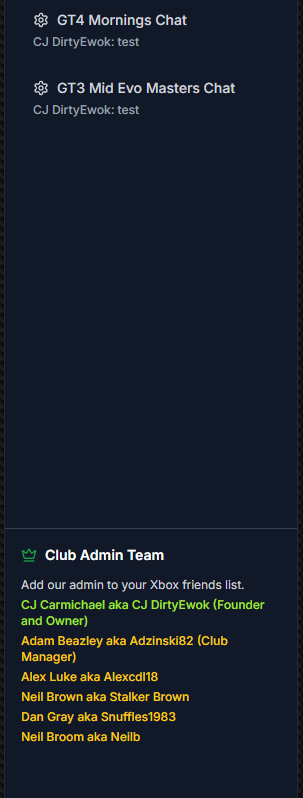 GT4 Mornings Chat
CJ DirtyEwok: test
GT3 Mid Evo Masters Chat
CJ DirtyEwok: test
Club Admin Team
Add our admin to your Xbox friends list.
CJ Carmichael aka CJ DirtyEwok (Founder
and Owner)
Adam Beazley aka Adzinski82 (Club
Manager)
Alex Luke aka Alexcdl18
Neil Brown aka Stalker Brown
Dan Gray aka Snuffles1983
Neil Broom aka Neilb